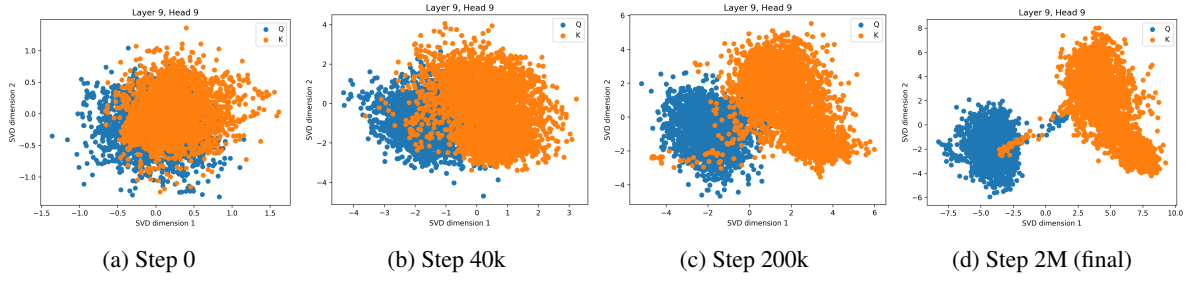 Layer 9, Head 9
Q
K
SVD dimension 2
1.0
0.5
0.0
−0.5
−1.0
−1.5 −1.0 −0.5 0.0 0.5 1.0 1.5
SVD dimension 1
(a) Step 0
Layer 9, Head 9
Q
K
SVD dimension 2
4
2
0
−2
−4
−4 −3 −2 −1 0 1 2 3
SVD dimension 1
(b) Step 40k
Layer 9, Head 9
Q
K
SVD dimension 2
6
4
2
0
−2
−4
−4 −2 0 2 4 6
SVD dimension 1
(c) Step 200k
Layer 9, Head 9
Q
K
SVD dimension 2
8
6
4
2
0
−2
−4
−6
−7.5 −5.0 −2.5 0.0 2.5 5.0 7.5 10.0
SVD dimension 1
(d) Step 2M (final)